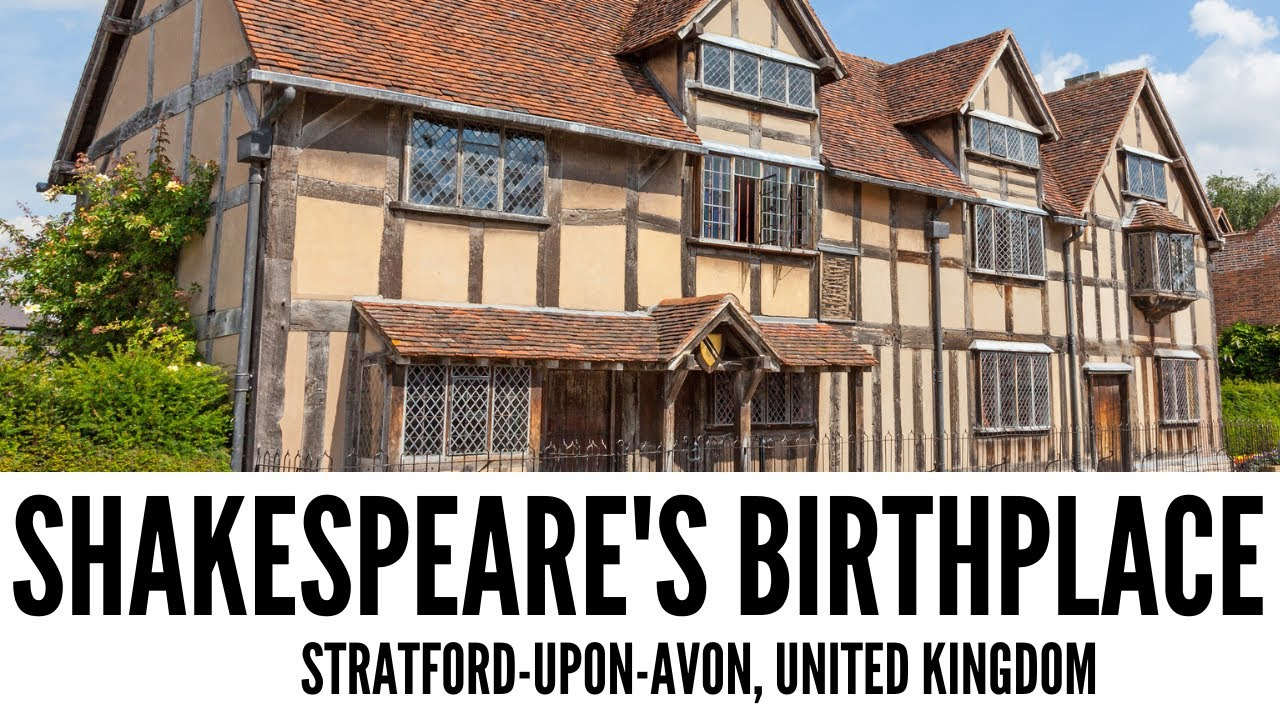 SHAKESPEARE'S BIRTHPLACE
STRATFORD-UPON-AVON, UNITED KINGDOM